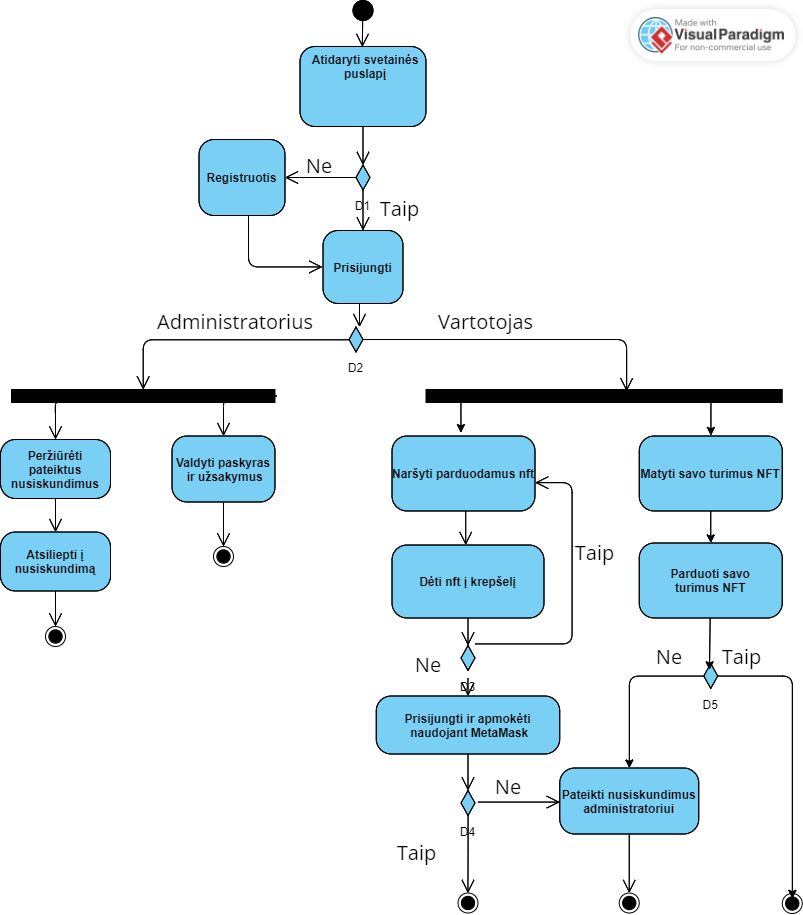 Made with
Visual Paradigm
For non-commercial use
Atidaryti svetainės
puslapį
Ne
Registruotis
D1
Taip
Prisijungti
Administratorius
Vartotojas
D2
Peržiūrėti
pateiktus
nusiskundimus
Valdyti paskyras
ir užsakymus
Naršyti parduodamus nft
Matyti savo turimus NFT
Atsiliepti į
nusiskundimą
Taip
Dėti nft į krepšelį
Parduoti savo
turimus NFT
Ne
D3
Ne
Taip
D5
Prisijungti ir apmokėti
naudojant MetaMask
Ne
D4
Pateikti nusiskundimus
administratoriui
Taip